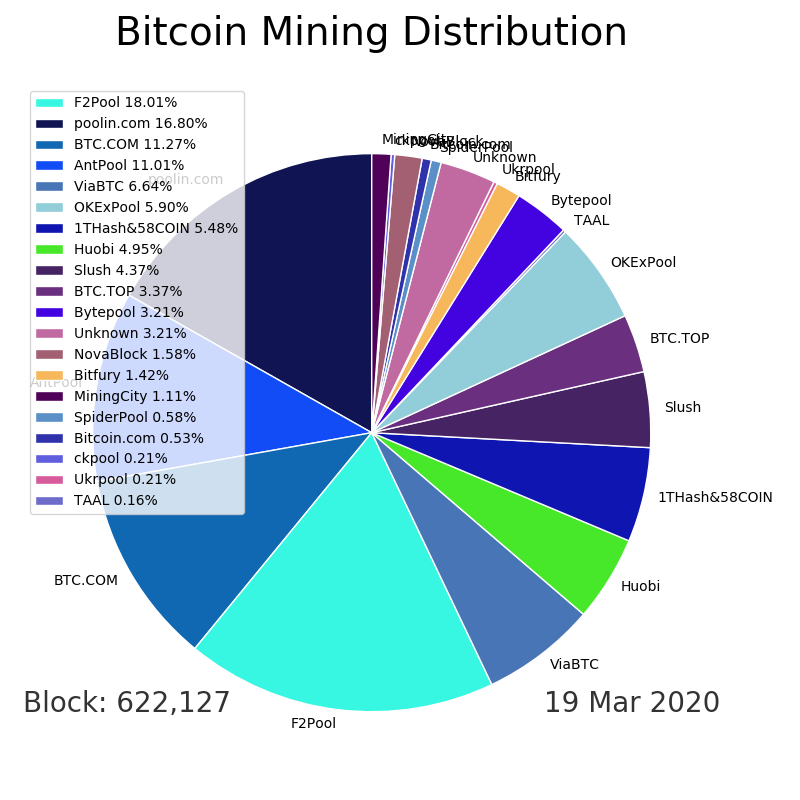 Bitcoin Mining Distribution
F2Pool 18.01%
poolin.com 16.80%
BTC.COM 11.27%
AntPool 11.01%
ViaBTC 6.64%
OKExPool 5.90%
1THash&58COIN 5.48%
Huobi 4.95%
Slush 4.37%
BTC.TOP 3.37%
Bytepool 3.21%
Unknown 3.21%
NovaBlock 1.58%
Bitfury 1.42%
MiningCity 1.11%
SpiderPool 0.58%
Bitcoin.com 0.53%
ckpool 0.21%
Ukrpool 0.21%
TAAL 0.16%
MiningCity
ckpool
NovaBlock
Bitcoin.com
SpiderPool
Unknown
Ukrpool
Bitfury
Bytepool
TAAL
OKExPool
BTC.TOP
Slush
1THash&58COIN
Huobi
ViaBTC
F2Pool
BTC.COM
AntPool
poolin.com
Block: 622,127
19 Mar 2020